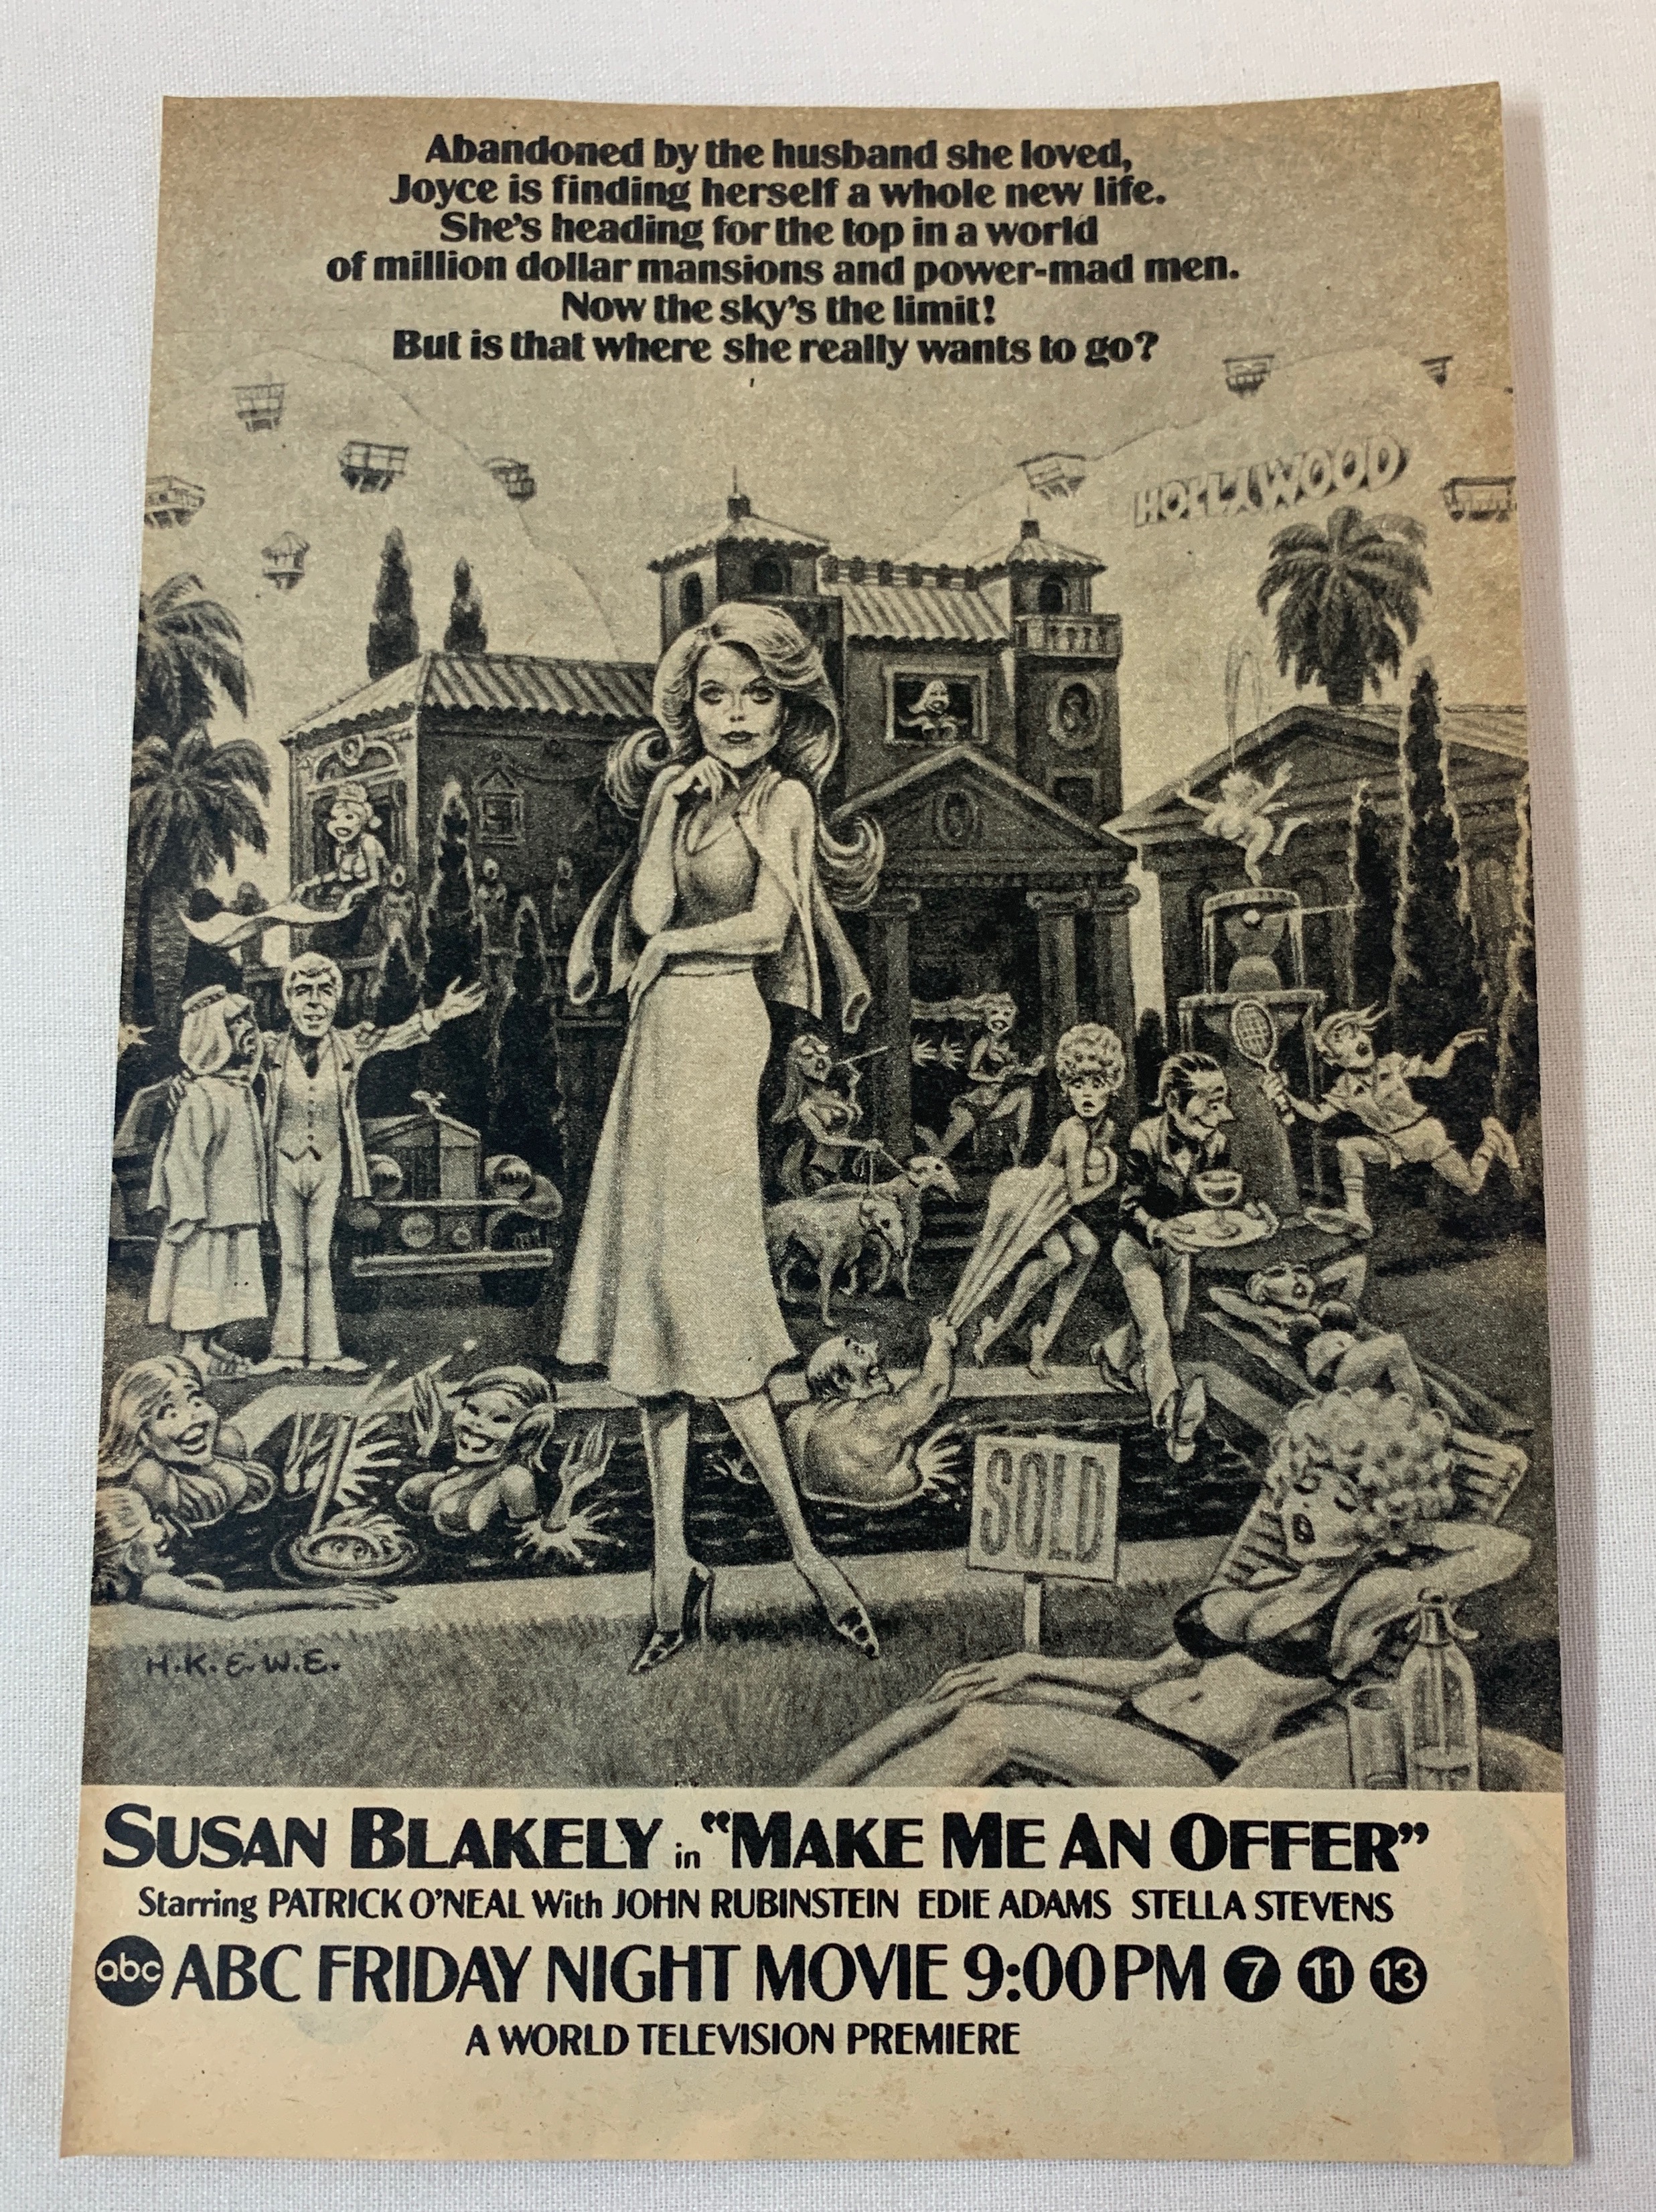 Abandoned by the husband she loved,
Joyce is finding herself a whole new life.
She's heading for the top in a world
of million dollar mansions and power-mad men.
Now the sky's the limit!
But is that where she really wants to go?
HOLLYWOOD
SOLD
H.K.E.W.E.
SUSAN BLAKELY in "MAKE ME AN OFFER"
Starring PATRICK O'NEAL With JOHN RUBINSTEIN EDIE ADAMS STELLA STEVENS
abc ABC FRIDAY NIGHT MOVIE 9:00PM 7 11 13
A WORLD TELEVISION PREMIERE